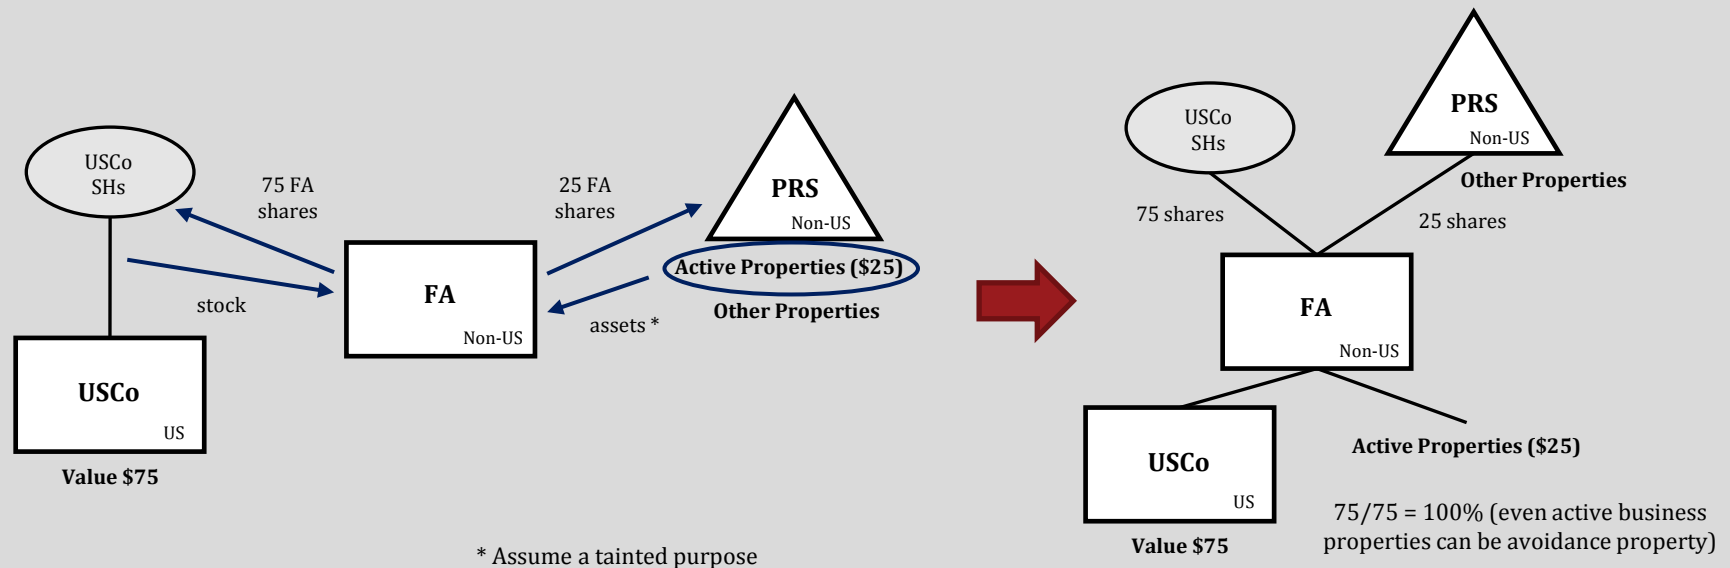 USCo
SHs
75 FA
shares
25 FA
shares
PRS
Non-US
Active Properties ($25)
Other Properties
stock
FA
Non-US
assets *
USCo
US
Value $75
* Assume a tainted purpose
USCo
SHs
PRS
Non-US
Other Properties
75 shares
25 shares
FA
Non-US
USCo
US
Value $75
Active Properties ($25)
75/75 = 100% (even active business
properties can be avoidance property)